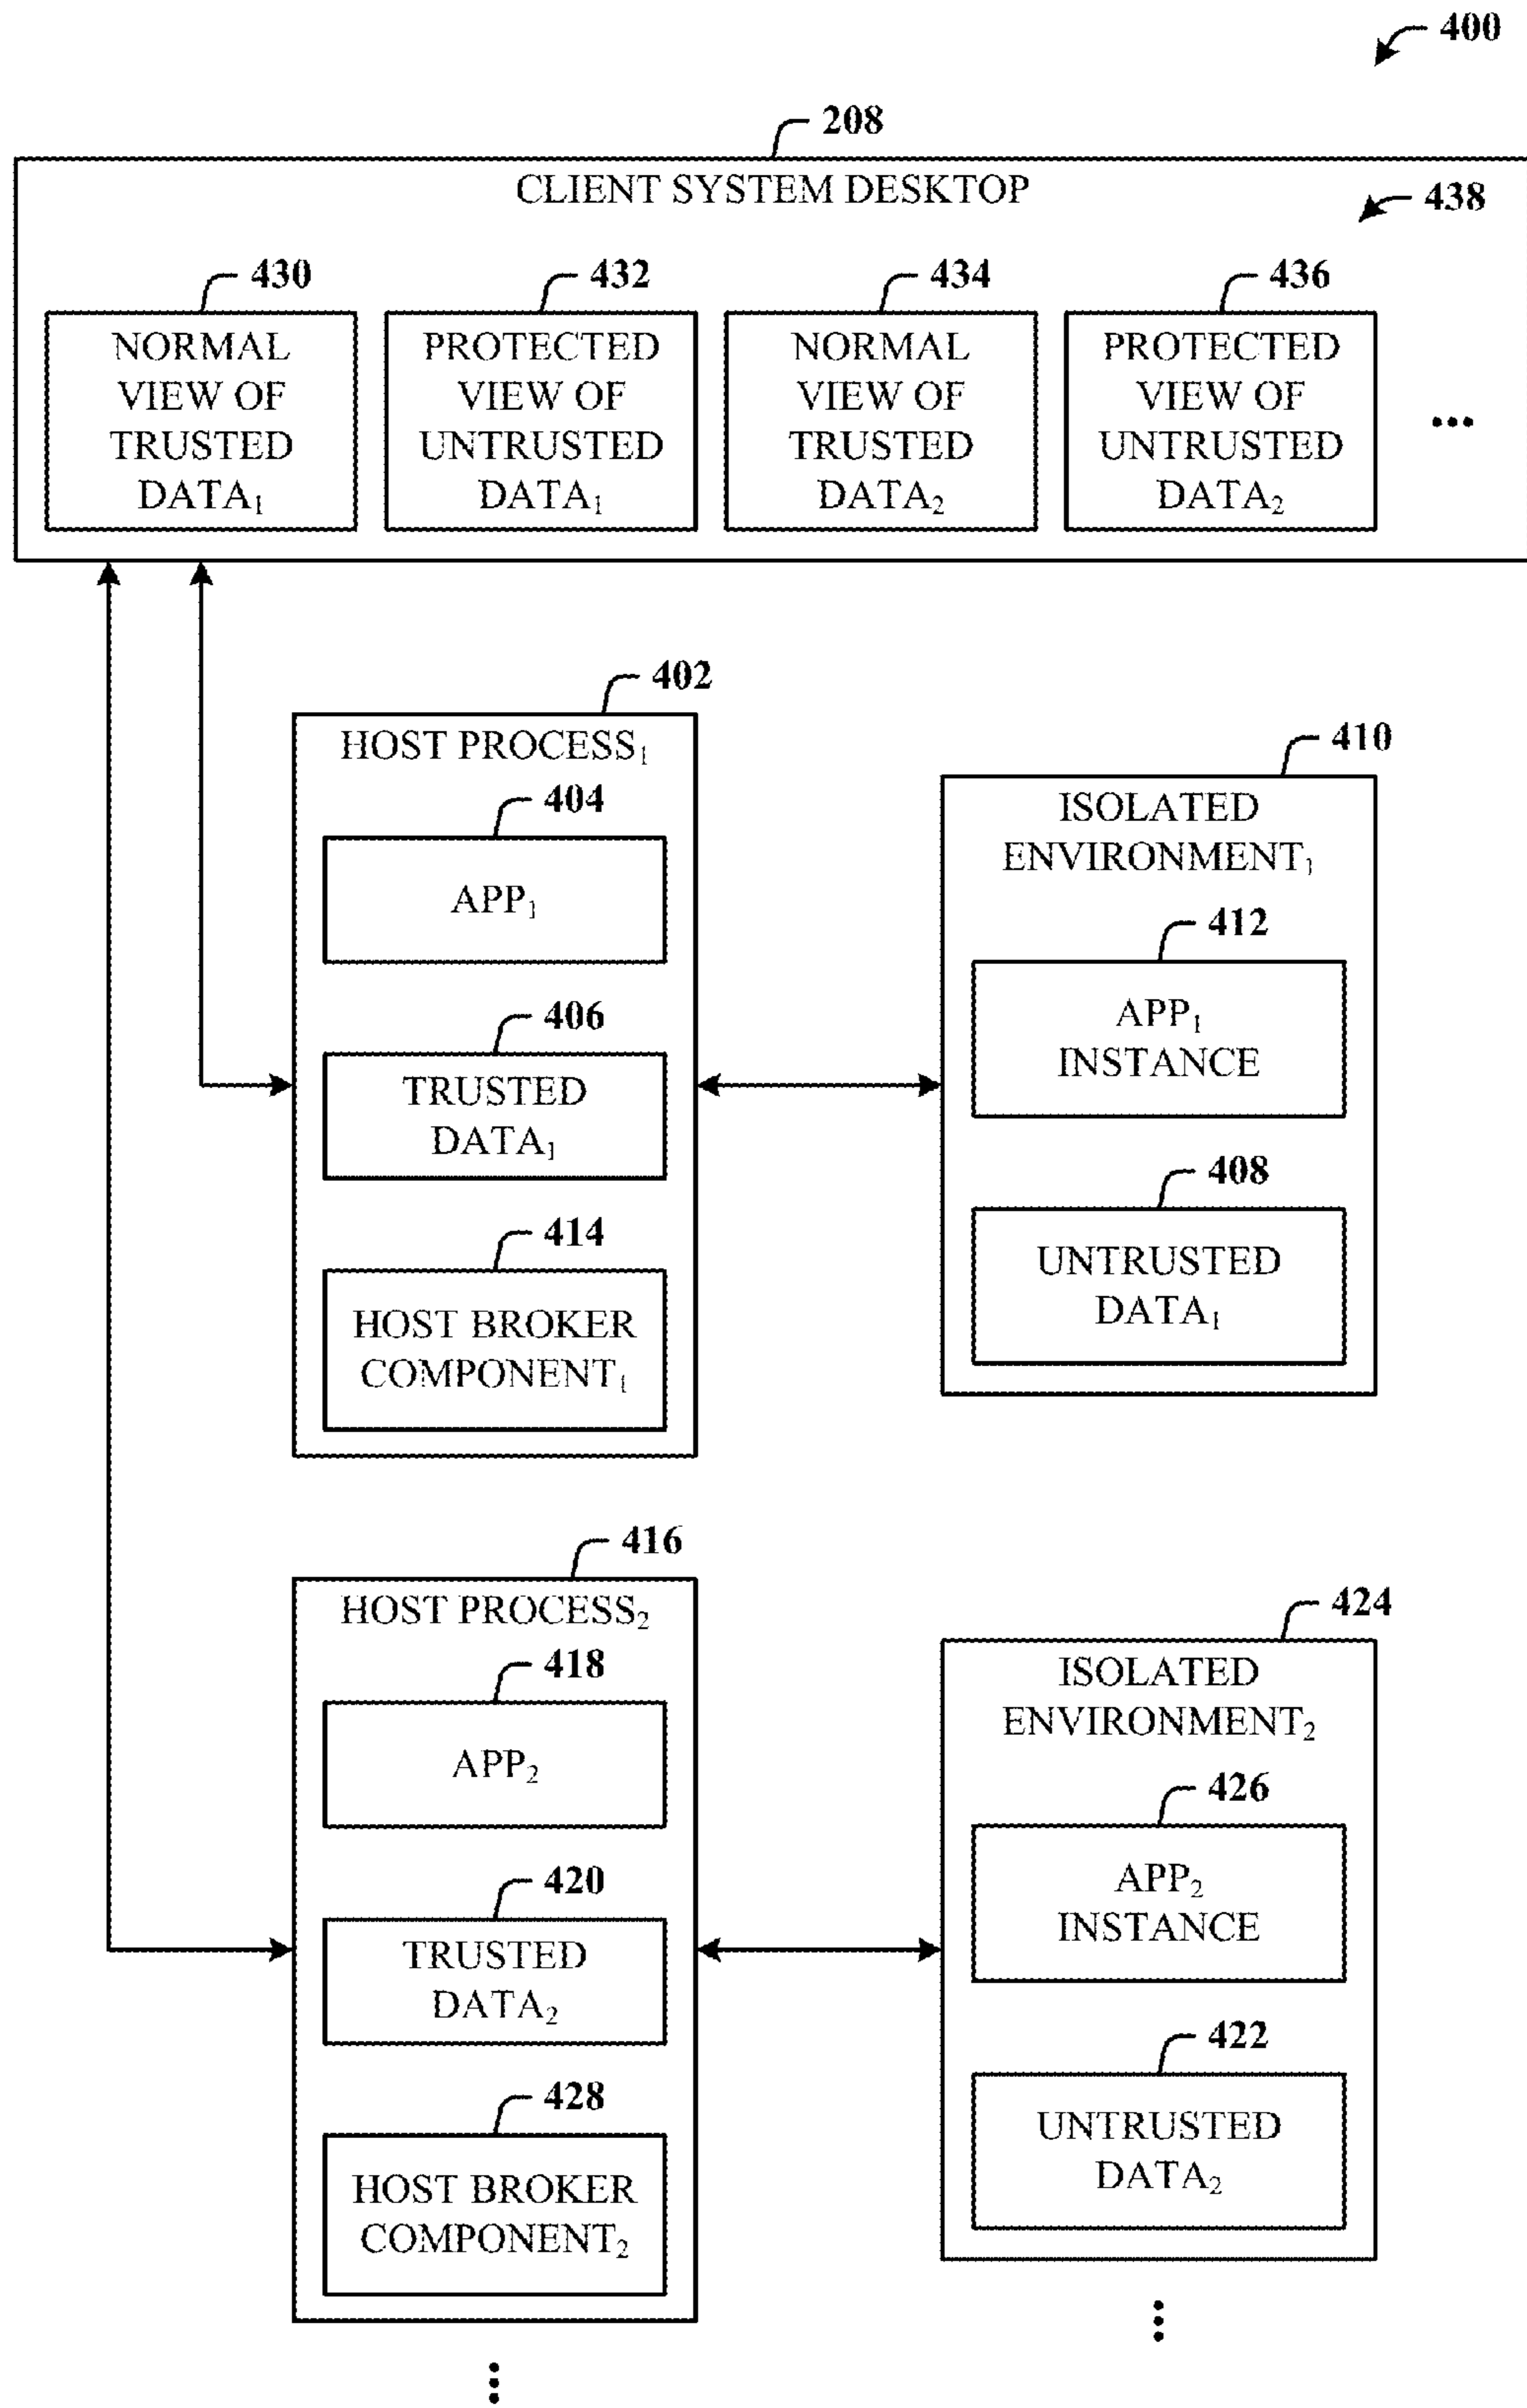 400
208
CLIENT SYSTEM DESKTOP
438
430
432
434
436
NORMAL
VIEW OF
TRUSTED
DATA₁
PROTECTED
VIEW OF
UNTRUSTED
DATA₁
NORMAL
VIEW OF
TRUSTED
DATA₂
PROTECTED
VIEW OF
UNTRUSTED
DATA₂
...
402
HOST PROCESS₁
404
APP₁
406
TRUSTED
DATA₁
414
HOST BROKER
COMPONENT₁
410
ISOLATED
ENVIRONMENT₁
412
APP₁
INSTANCE
408
UNTRUSTED
DATA₁
416
HOST PROCESS₂
418
APP₂
420
TRUSTED
DATA₂
428
HOST BROKER
COMPONENT₂
424
ISOLATED
ENVIRONMENT₂
426
APP₂
INSTANCE
422
UNTRUSTED
DATA₂